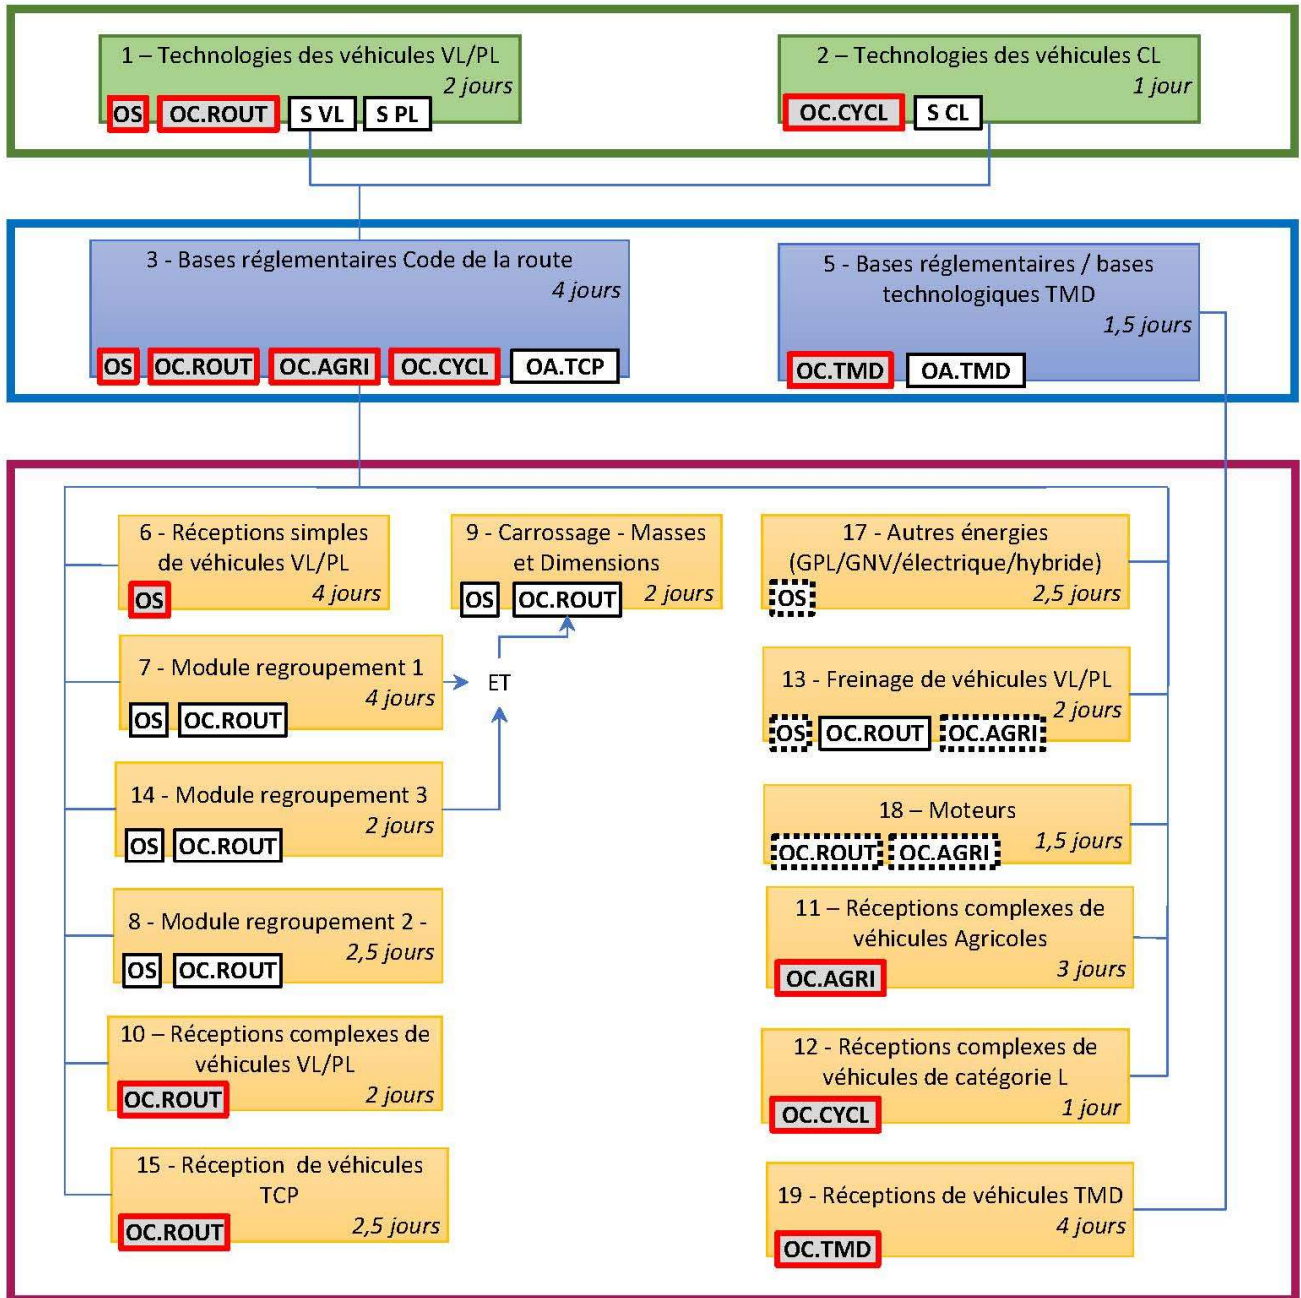 1 – Technologies des véhicules VL/PL
2 jours
OS OC.ROUT S VL S PL
2 – Technologies des véhicules CL
1 jour
OC.CYCL S CL
3 - Bases réglementaires Code de la route
4 jours
OS OC.ROUT OC.AGRI OC.CYCL OA.TCP
5 - Bases réglementaires / bases
technologiques TMD
1,5 jours
OC.TMD OA.TMD
6 - Réceptions simples
de véhicules VL/PL
4 jours
OS
9 - Carrossage - Masses
et Dimensions
2 jours
OS OC.ROUT
17 - Autres énergies
(GPL/GNV/électrique/hybride)
2,5 jours
OS
7 - Module regroupement 1
4 jours
OS OC.ROUT
ET
13 - Freinage de véhicules VL/PL
2 jours
OS OC.ROUT OC.AGRI
14 - Module regroupement 3
2 jours
OS OC.ROUT
18 – Moteurs
1,5 jours
OC.ROUT OC.AGRI
8 - Module regroupement 2 -
2,5 jours
OS OC.ROUT
11 – Réceptions complexes de
véhicules Agricoles
3 jours
OC.AGRI
10 – Réceptions complexes de
véhicules VL/PL
2 jours
OC.ROUT
12 - Réceptions complexes de
véhicules de catégorie L
1 jour
OC.CYCL
15 - Réception de véhicules
TCP
2,5 jours
OC.ROUT
19 - Réceptions de véhicules TMD
4 jours
OC.TMD